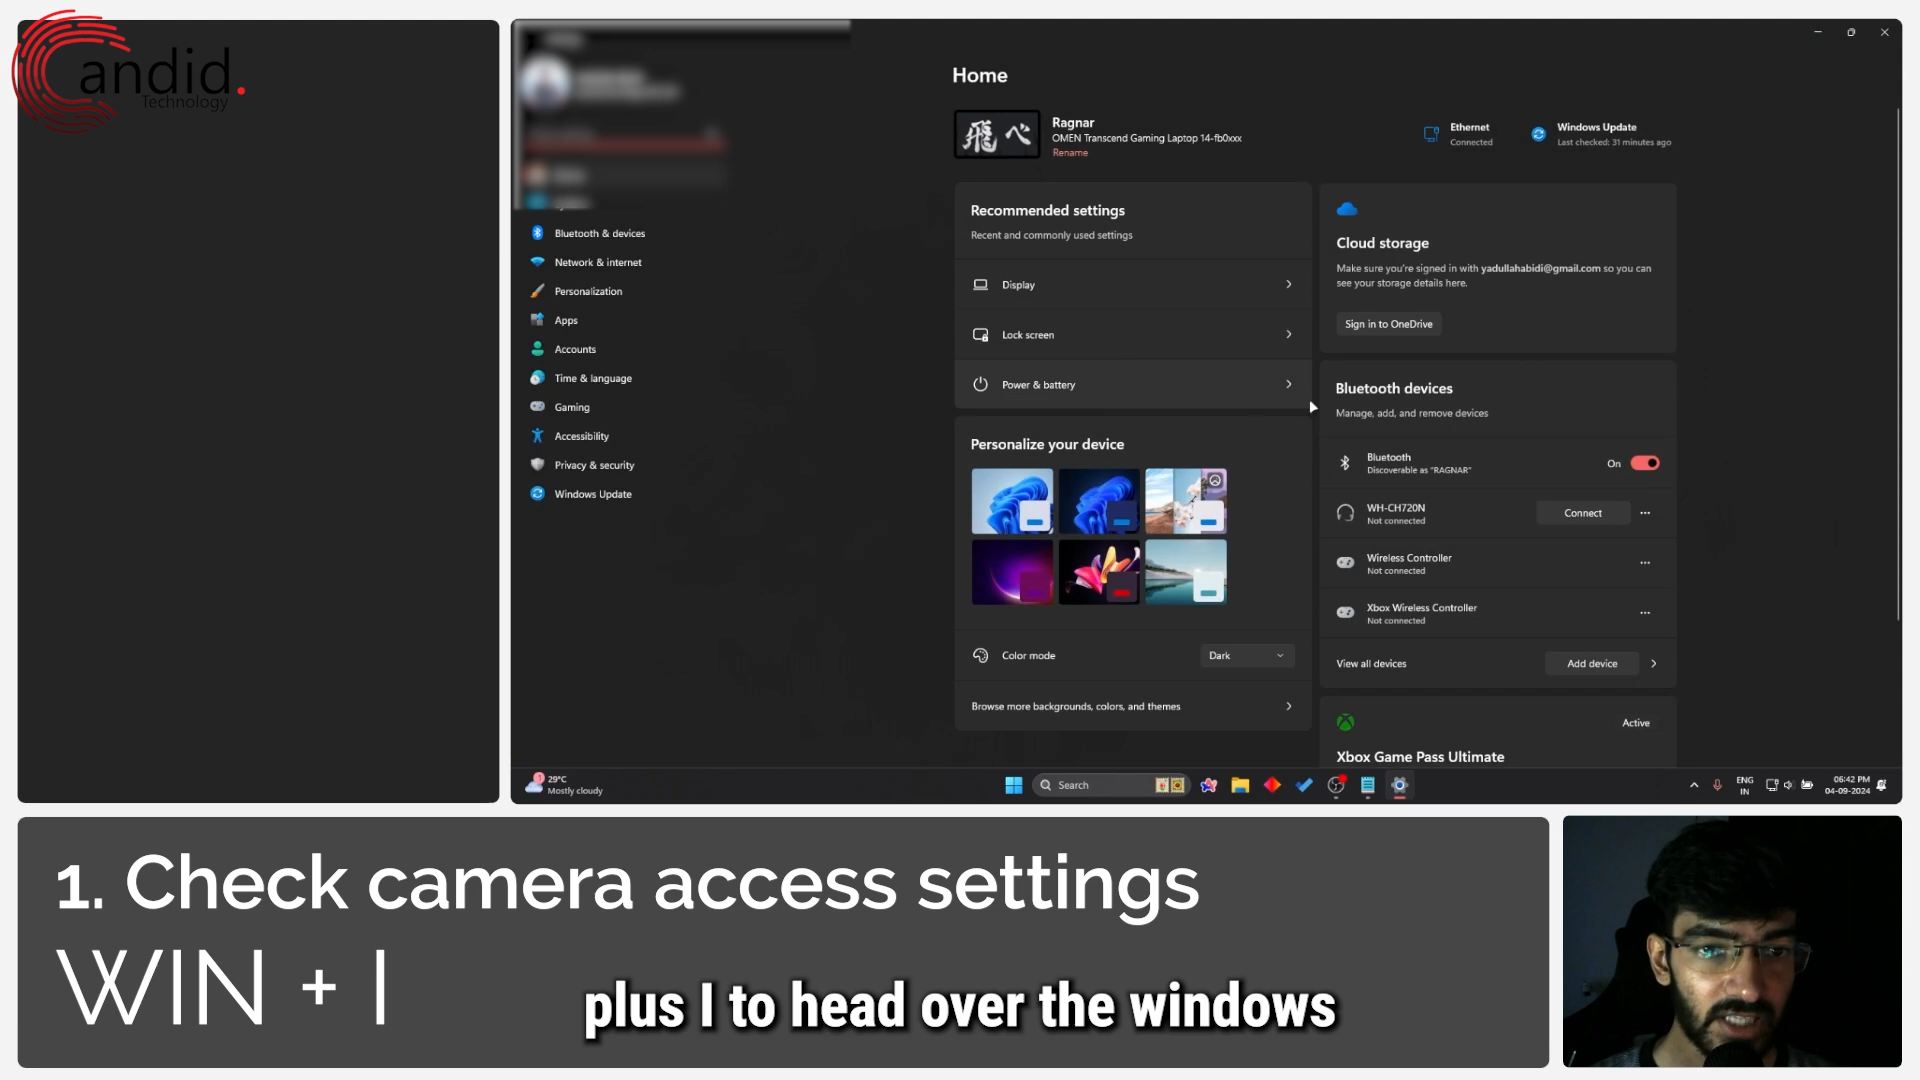 Candid.
Technology
Home
飛べ
Ragnar
OMEN Transcend Gaming Laptop 14-fb0xxx
Rename
Ethernet
Connected
Windows Update
Last checked: 31 minutes ago
Bluetooth & devices
Network & internet
Personalization
Apps
Accounts
Time & language
Gaming
Accessibility
Privacy & security
Windows Update
Recommended settings
Recent and commonly used settings
Display
Lock screen
Power & battery
Personalize your device
Color mode
Dark
Browse more backgrounds, colors, and themes
Cloud storage
Make sure you're signed in with yadullahabidi@gmail.com so you can
see your storage details here.
Sign in to OneDrive
Bluetooth devices
Manage, add, and remove devices
Bluetooth
Discoverable as "RAGNAR"
On
WH-CH720N
Not connected
Connect
Wireless Controller
Not connected
Xbox Wireless Controller
Not connected
View all devices
Add device
Active
Xbox Game Pass Ultimate
1
29°C
Mostly cloudy
Search
ENG
IN
06:42 PM
04-09-2024
1. Check camera access settings
WIN + I
plus I to head over the windows